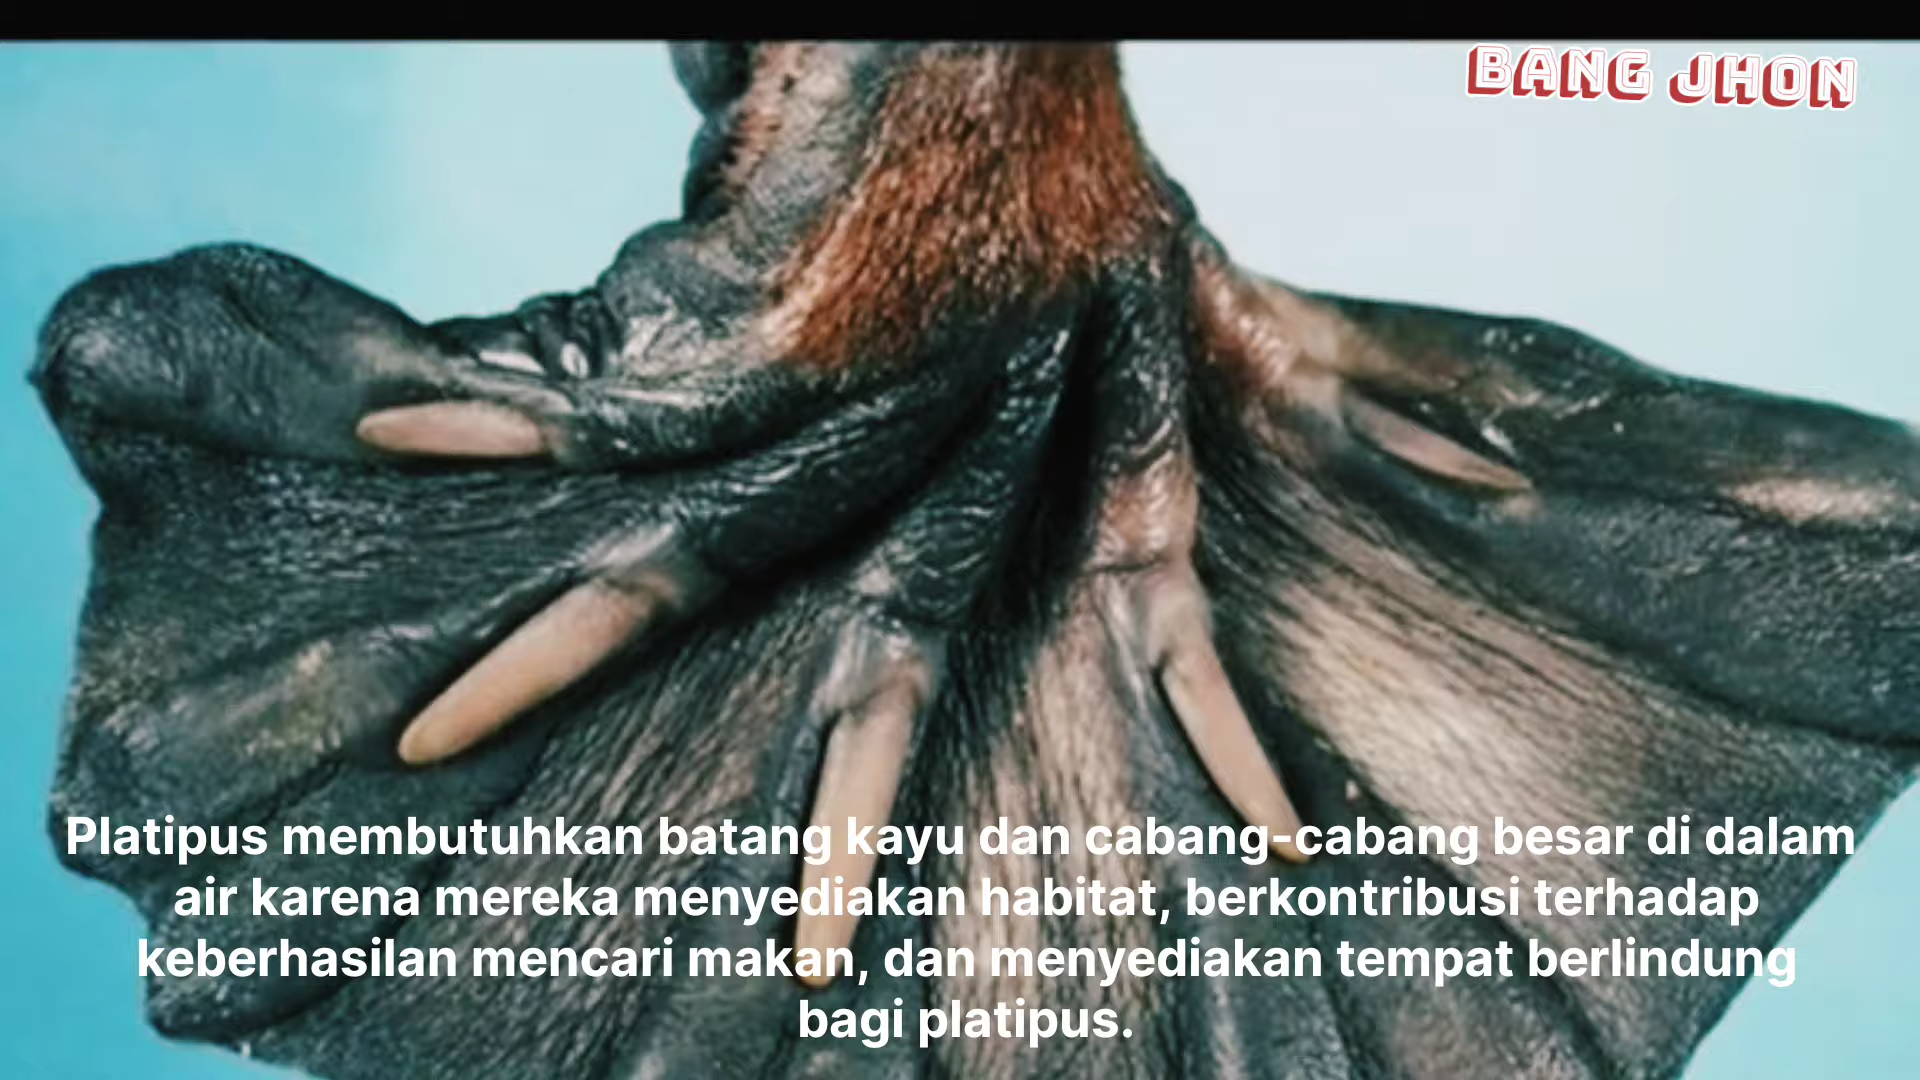 BANG JHON
Platipus membutuhkan batang kayu dan cabang-cabang besar di dalam
air karena mereka menyediakan habitat, berkontribusi terhadap
keberhasilan mencari makan, dan menyediakan tempat berlindung
bagi platipus.